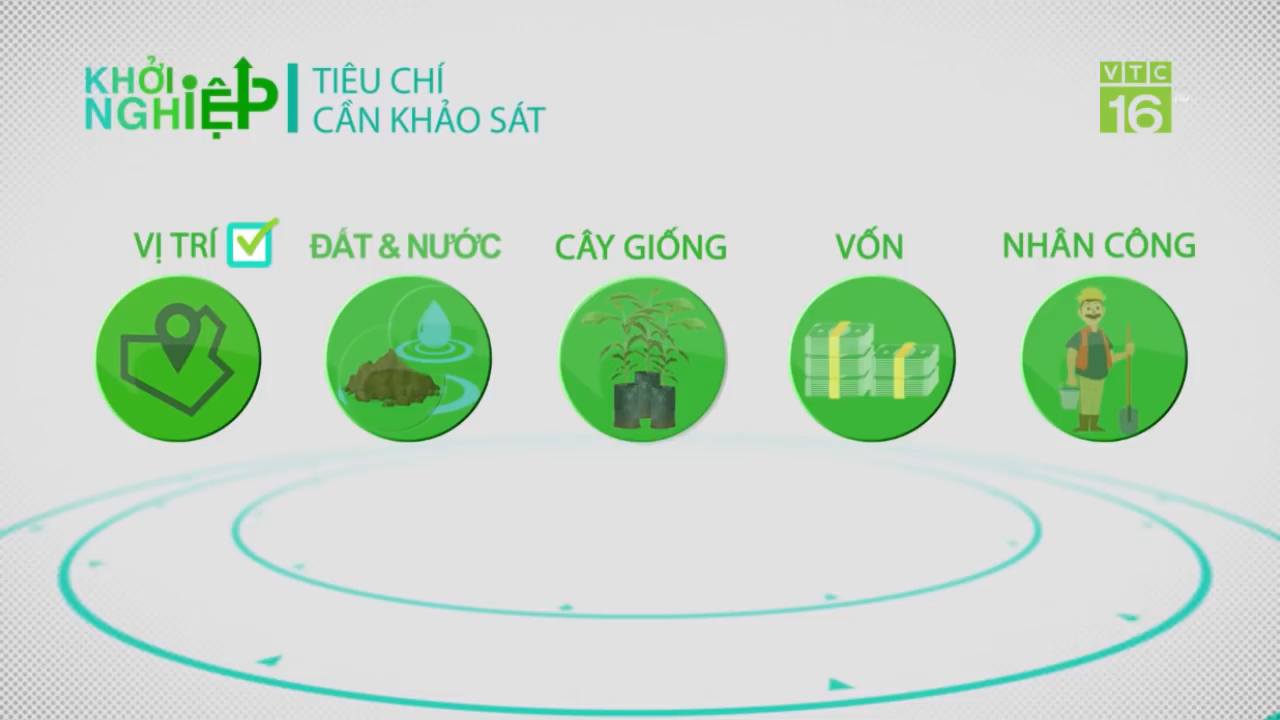 KHỞI
NGHIỆP
TIÊU CHÍ
CẦN KHẢO SÁT
VTC
16
VỊ TRÍ
ĐẤT & NƯỚC
CÂY GIỐNG
VỐN
NHÂN CÔNG